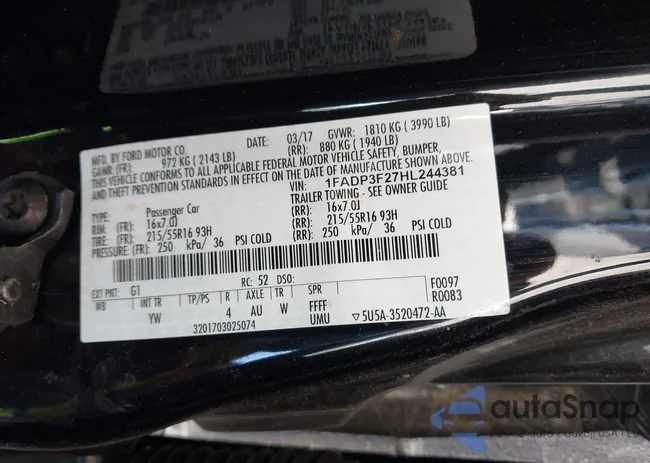 MFD. BY FORD MOTOR CO. DATE: 03/17 GVWR: 1810 KG ( 3990 LB)
GAWR: (FR): 972 KG ( 2143 LB) (RR): 880 KG ( 1940 LB)
THIS VEHICLE CONFORMS TO ALL APPLICABLE FEDERAL MOTOR VEHICLE SAFETY, BUMPER,
THEFT PREVENTION STANDARDS IN EFFECT ON THE DATE OF MANUFACTURE SHOWN ABOVE.
VIN: 1FADP3F27HL244381
TYPE: Passenger Car TRAILER TOWING - SEE OWNER GUIDE
RIM: (FR): 16x7.0J (RR): 16x7.0J
TIRE: (FR): 215/55R16 93H (RR): 215/55R16 93H
PRESSURE: (FR): 250 kPa/ 36 PSI COLD (RR): 250 kPa/ 36 PSI COLD
EXT PNT: G1 RC: 52 DSO: F0097
WB INT TR TP/PS R AXLE TR SPR R0083
YW 4 AU W FFFF
UMU
3201703025074 ▽5U5A-3520472-AA
autoSnap